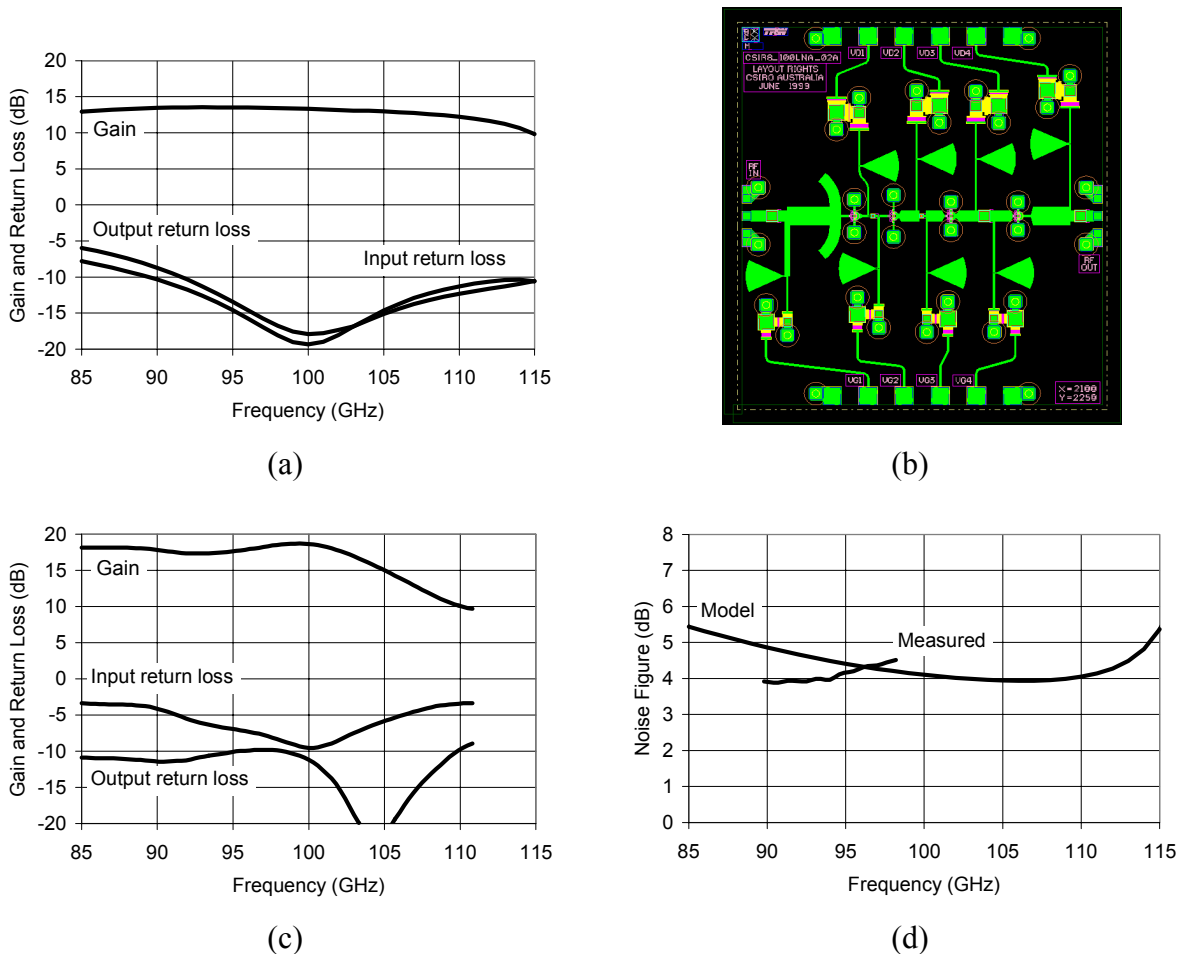 Gain and Return Loss (dB)
20
15
10
5
0
-5
-10
-15
-20
Gain
Output return loss
Input return loss
85 90 95 100 105 110 115
Frequency (GHz)
(a)
TRW
VD1 VD2 VD3 VD4
CSIR8_100LNA_02A
LAYOUT RIGHTS
CSIRO AUSTRALIA
JUNE 1999
RF
IN
RF
OUT
VG1 VG2 VG3 VG4
X=2100
Y=2250
(b)
Gain and Return Loss (dB)
20
15
10
5
0
-5
-10
-15
-20
Gain
Input return loss
Output return loss
85 90 95 100 105 110 115
Frequency (GHz)
(c)
Noise Figure (dB)
8
7
6
5
4
3
2
1
0
Model
Measured
85 90 95 100 105 110 115
Frequency (GHz)
(d)